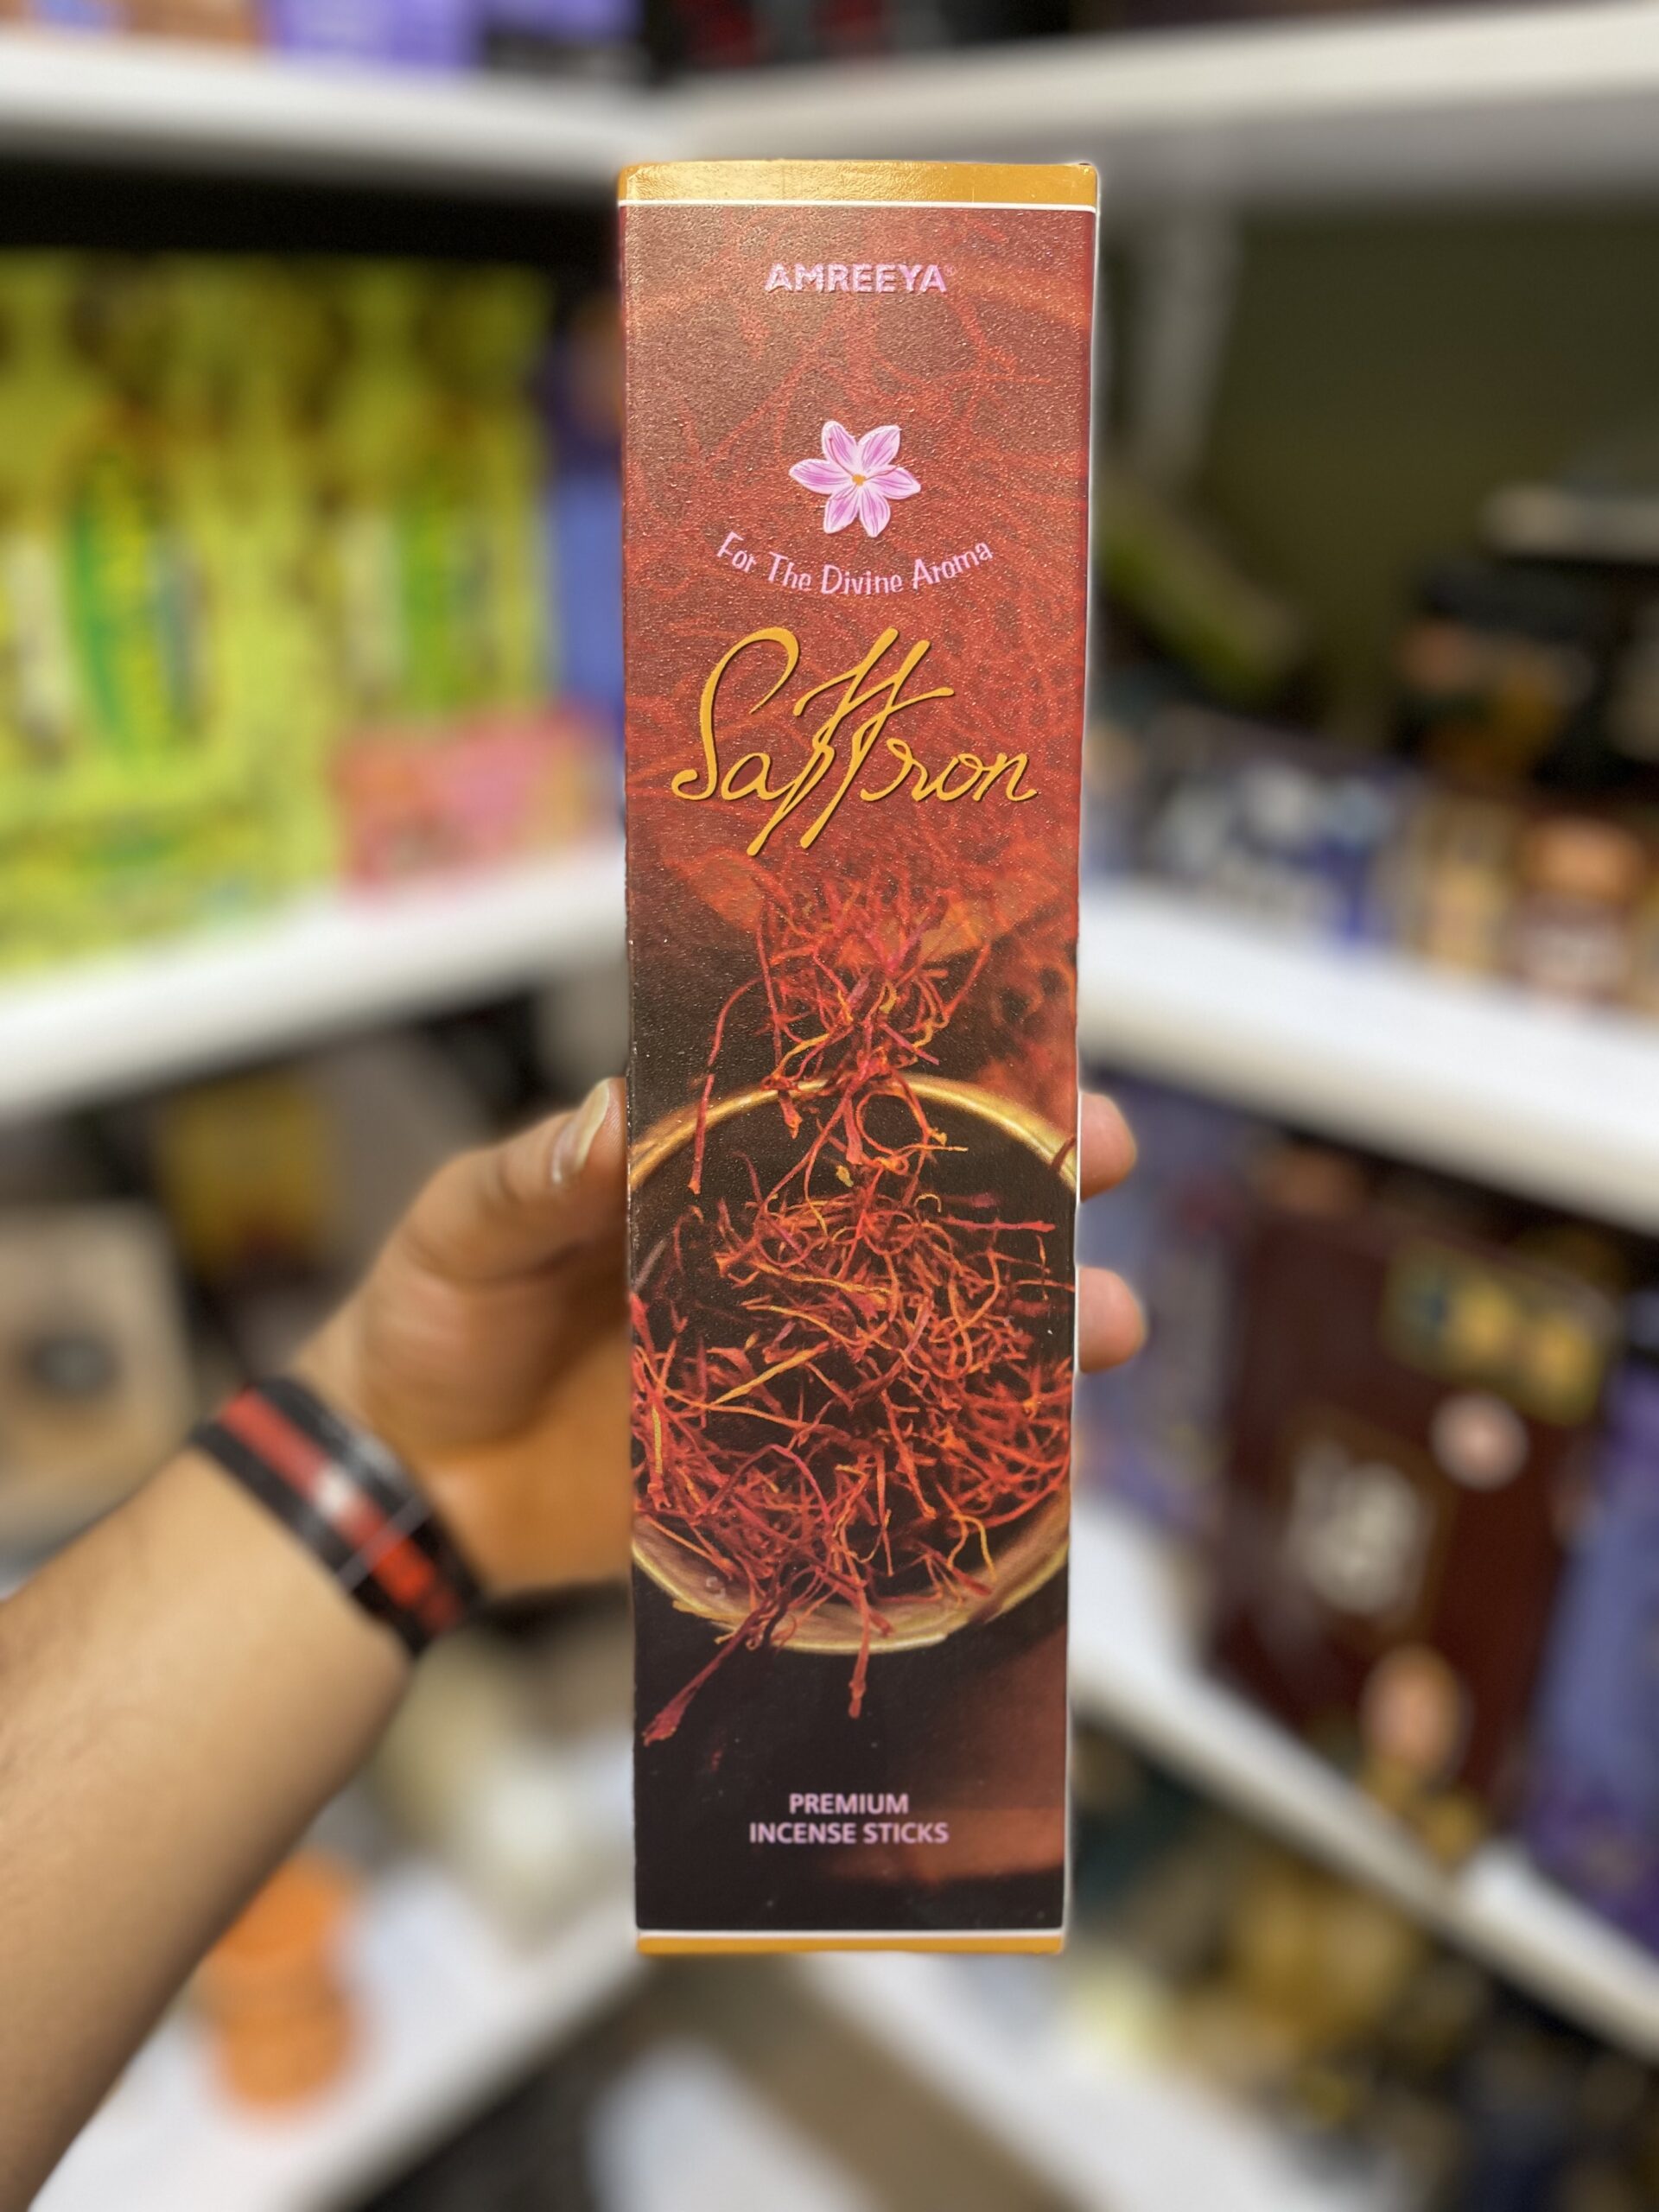 AMREEYA
For The Divine Aroma
Saffron
PREMIUM
INCENSE STICKS